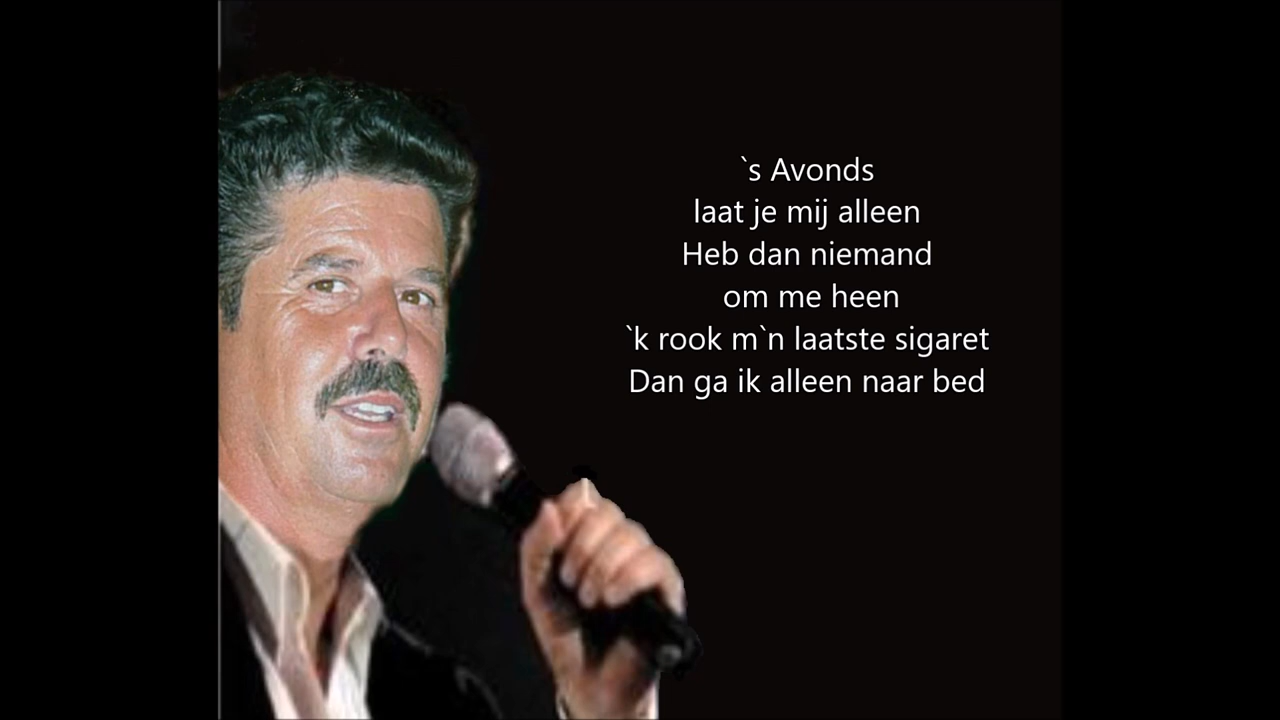 `s Avonds
laat je mij alleen
Heb dan niemand
om me heen
`k rook m`n laatste sigaret
Dan ga ik alleen naar bed